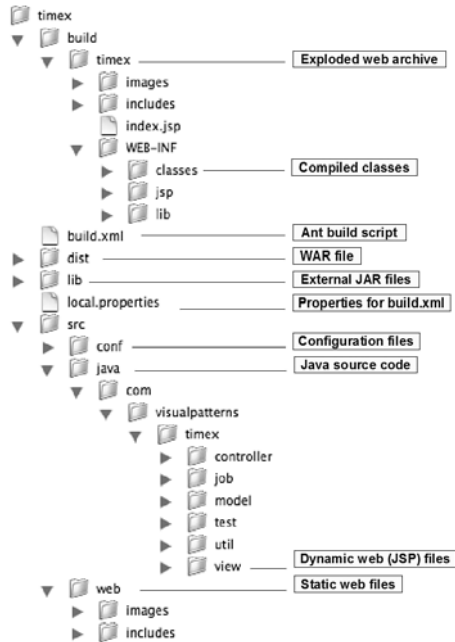 timex
build
timex Exploded web archive
images
includes
index.jsp
WEB-INF
classes Compiled classes
jsp
lib
build.xml Ant build script
dist WAR file
lib External JAR files
local.properties Properties for build.xml
src
conf Configuration files
java Java source code
com
visualpatterns
timex
controller
job
model
test
util
view Dynamic web (JSP) files
web Static web files
images
includes